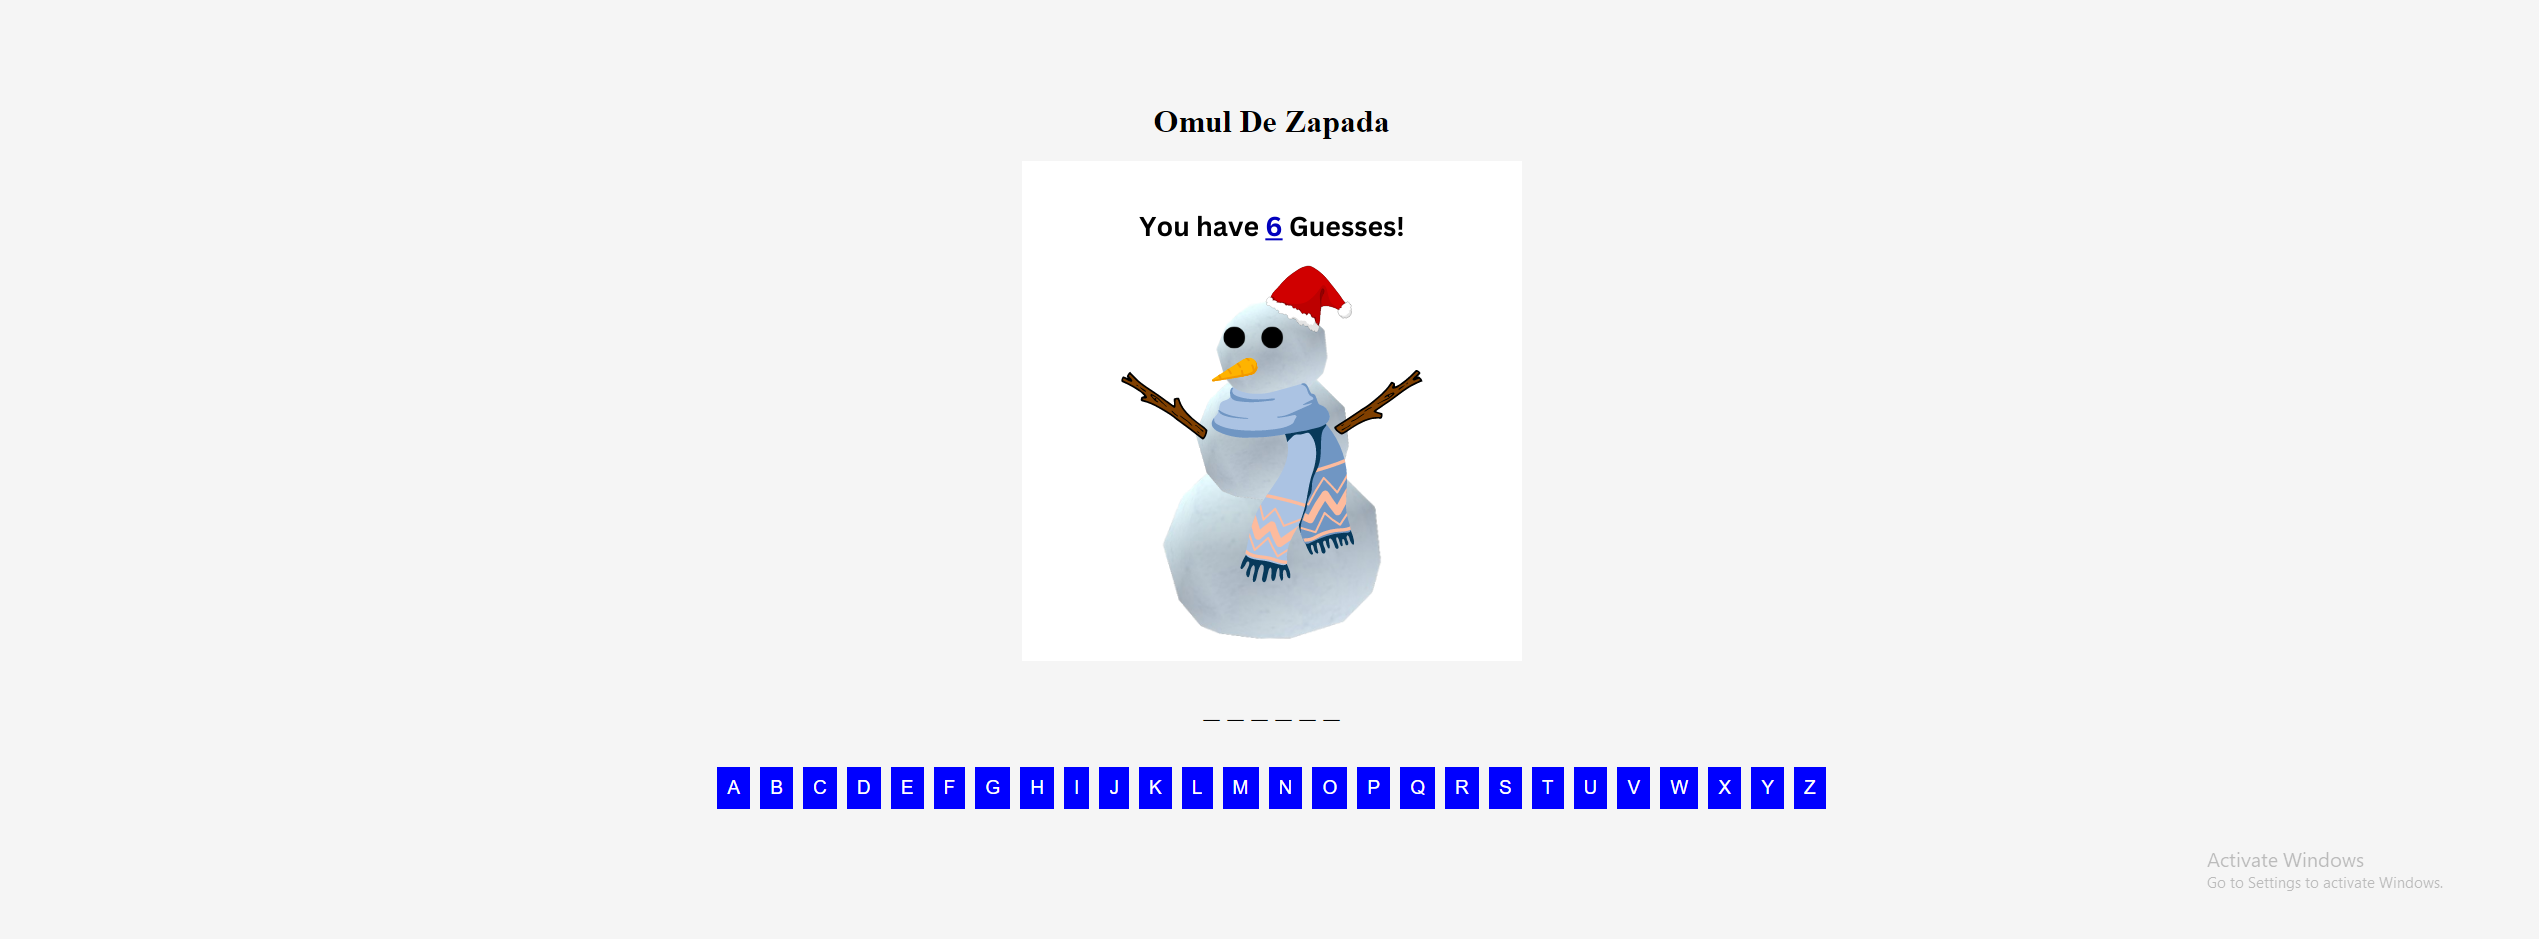 Omul De Zapada
You have 6 Guesses!
_ _ _ _ _ _
A B C D E F G H I J K L M N O P Q R S T U V W X Y Z
Activate Windows
Go to Settings to activate Windows.